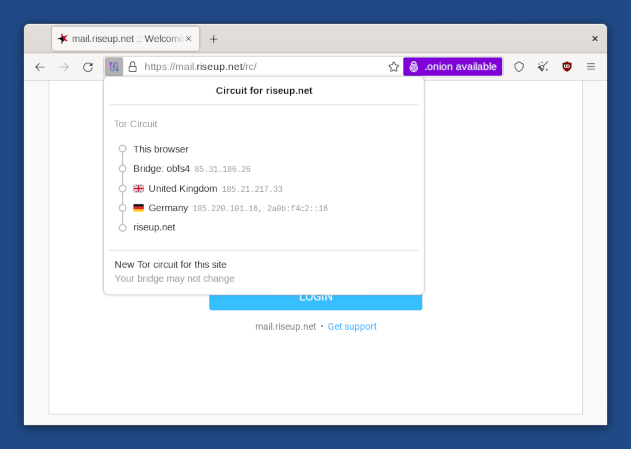 mail.riseup.net :: Welcome
https://mail.riseup.net/rc/
.onion available
Circuit for riseup.net
Tor Circuit
This browser
Bridge: obfs4 85.31.186.26
United Kingdom 185.21.217.33
Germany 185.220.101.16, 2a0b:f4c2::16
riseup.net
New Tor circuit for this site
Your bridge may not change
LOGIN
mail.riseup.net • Get support